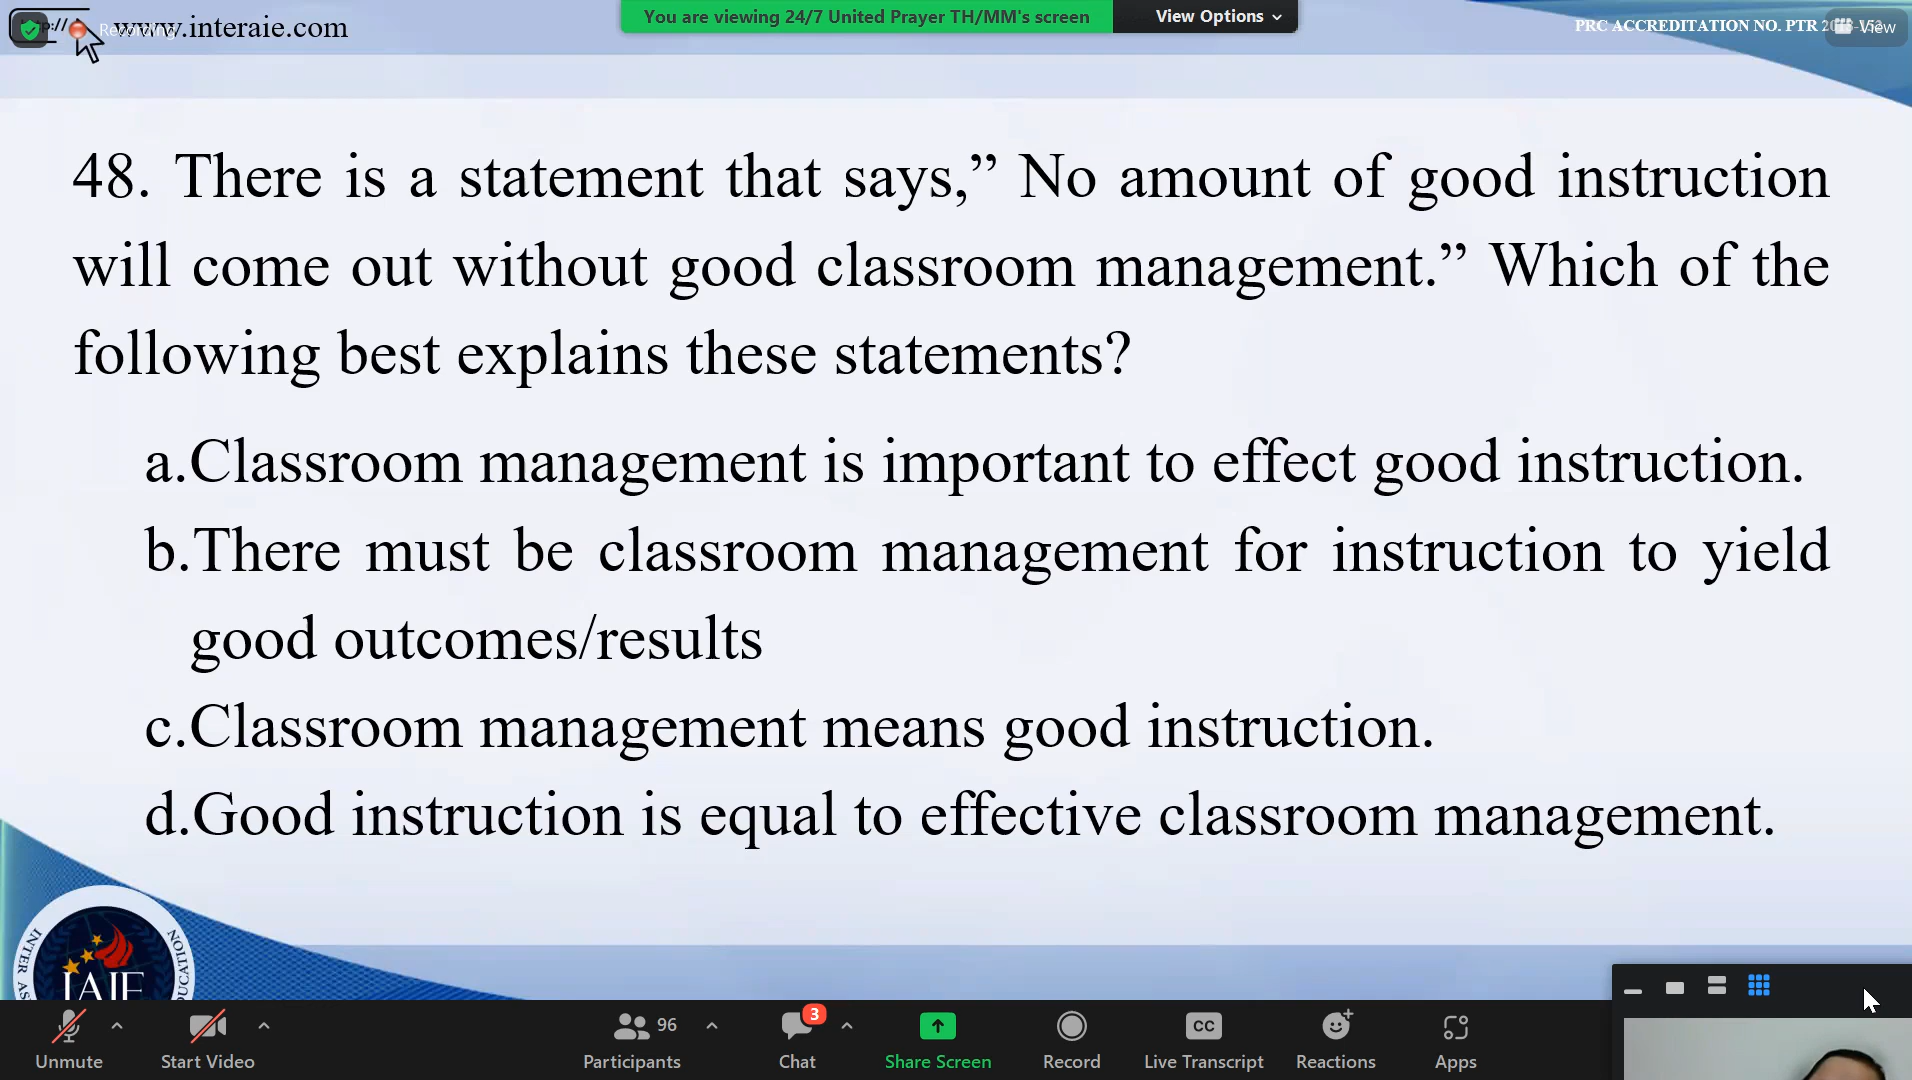 www.interaie.com
Recording
You are viewing 24/7 United Prayer TH/MM's screen
View Options
PRC ACCREDITATION NO. PTR
View
48. There is a statement that says,” No amount of good instruction
will come out without good classroom management.” Which of the
following best explains these statements?
a.Classroom management is important to effect good instruction.
b.There must be classroom management for instruction to yield
good outcomes/results
c.Classroom management means good instruction.
d.Good instruction is equal to effective classroom management.
IAIE
Unmute
Start Video
96
Participants
3
Chat
Share Screen
Record
CC
Live Transcript
Reactions
Apps